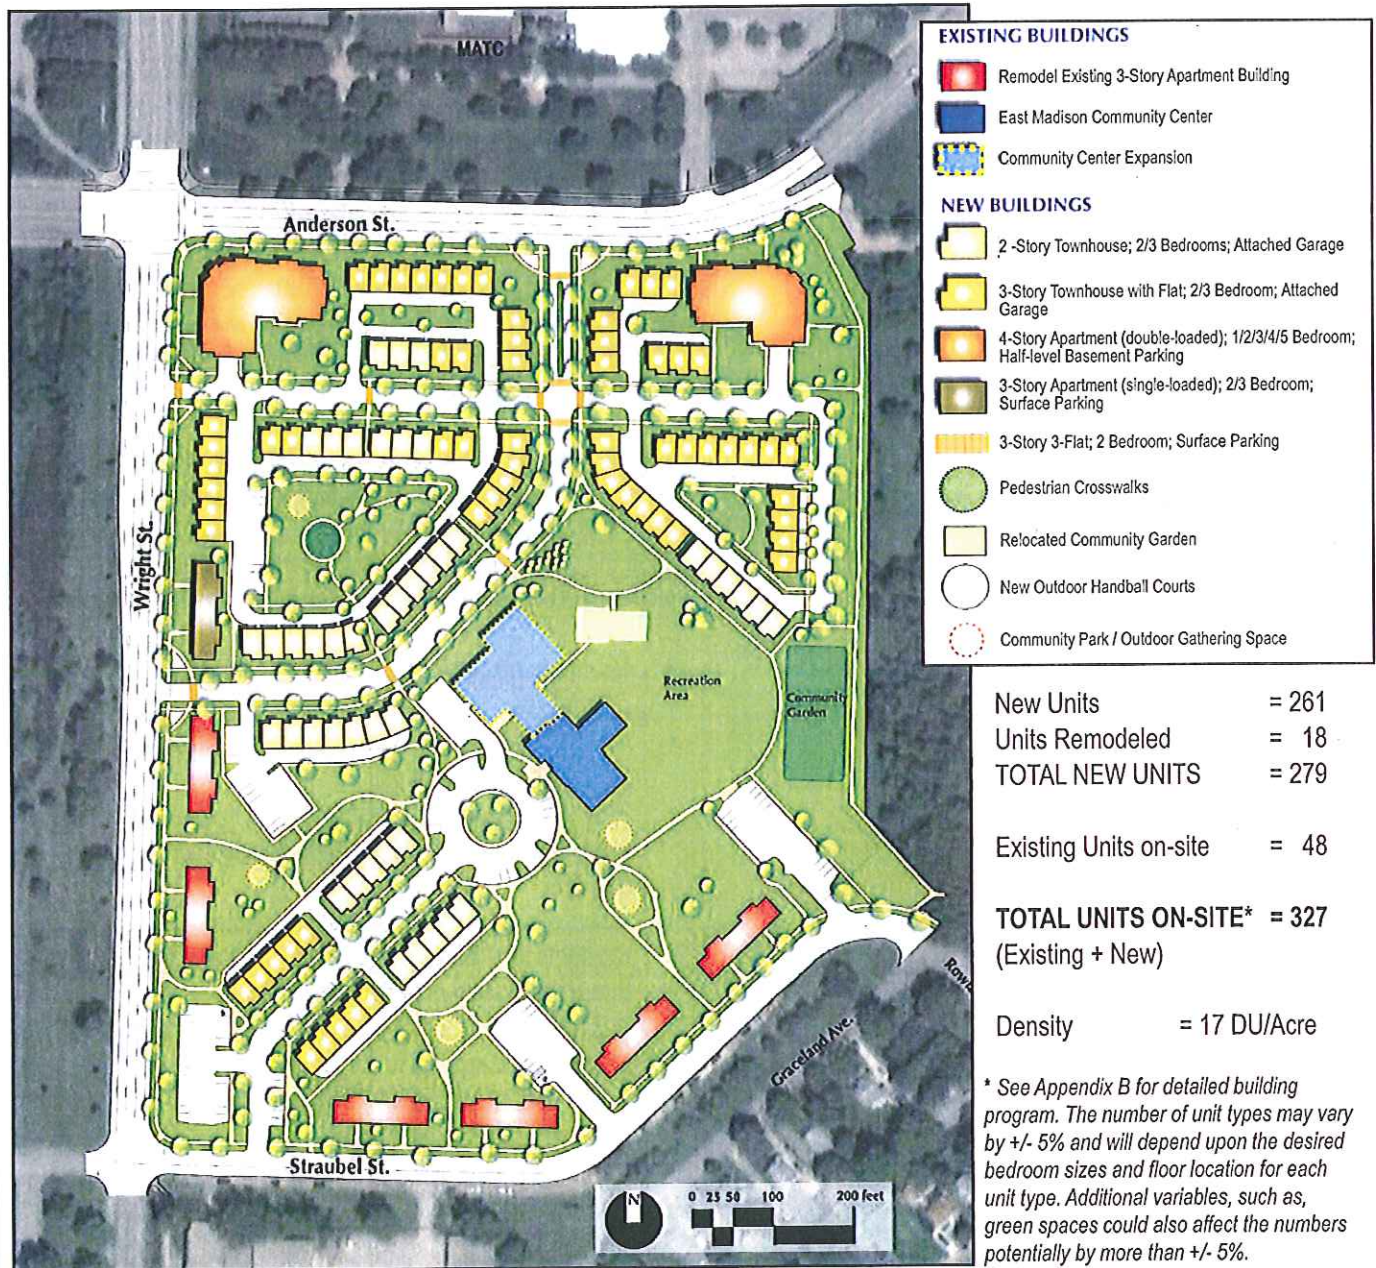 MATC
Anderson St.
Wright St.
Recreation
Area
Community
Garden
Graceland Ave.
Straubel St.
N
0 25 50 100 200 feet
EXISTING BUILDINGS
Remodel Existing 3-Story Apartment Building
East Madison Community Center
Community Center Expansion
NEW BUILDINGS
2 -Story Townhouse; 2/3 Bedrooms; Attached Garage
3-Story Townhouse with Flat; 2/3 Bedroom; Attached
Garage
4-Story Apartment (double-loaded); 1/2/3/4/5 Bedroom;
Half-level Basement Parking
3-Story Apartment (single-loaded); 2/3 Bedroom;
Surface Parking
3-Story 3-Flat; 2 Bedroom; Surface Parking
Pedestrian Crosswalks
Relocated Community Garden
New Outdoor Handball Courts
Community Park / Outdoor Gathering Space
New Units = 261
Units Remodeled = 18
TOTAL NEW UNITS = 279
Existing Units on-site = 48
TOTAL UNITS ON-SITE* = 327
(Existing + New)
Density = 17 DU/Acre
* See Appendix B for detailed building
program. The number of unit types may vary
by +/- 5% and will depend upon the desired
bedroom sizes and floor location for each
unit type. Additional variables, such as,
green spaces could also affect the numbers
potentially by more than +/- 5%.